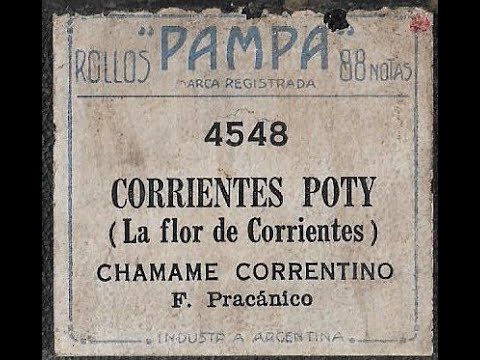 ROLLOS "PAMPA" 88 NOTAS
MARCA REGISTRADA
4548
CORRIENTES POTY
(La flor de Corrientes)
CHAMAME CORRENTINO
F. Pracánico
INDUSTRIA ARGENTINA